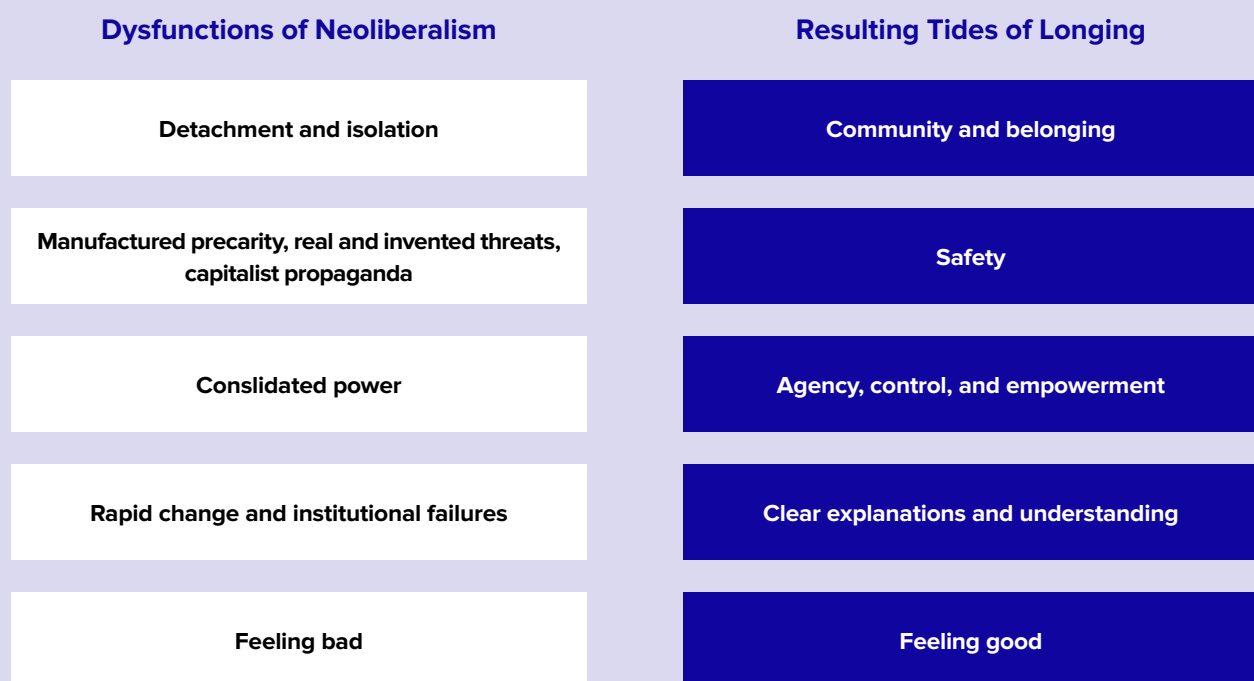 Dysfunctions of Neoliberalism
Resulting Tides of Longing
Detachment and isolation
Community and belonging
Manufactured precarity, real and invented threats,
capitalist propaganda
Safety
Conslidated power
Agency, control, and empowerment
Rapid change and institutional failures
Clear explanations and understanding
Feeling bad
Feeling good